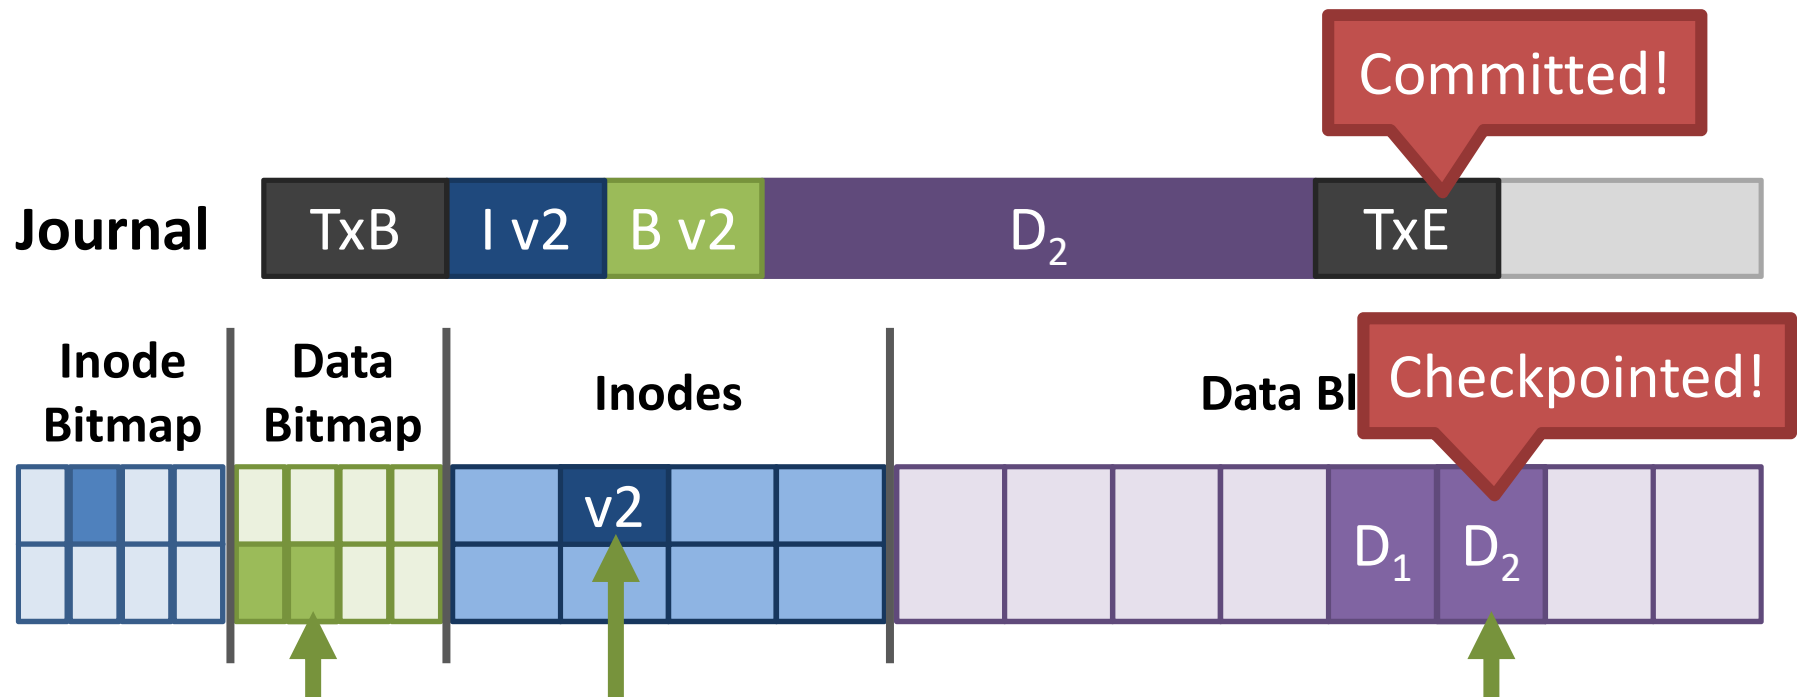 Committed!
Journal TxB I v2 B v2 D₂ TxE
Inode Bitmap
Data Bitmap
Inodes
Data Bl
Checkpointed!
v2
D₁ D₂